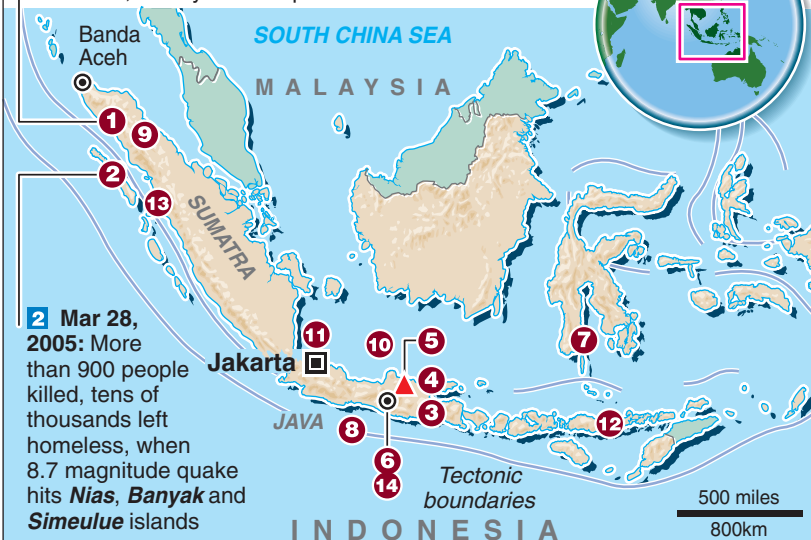 Banda
Aceh
SOUTH CHINA SEA
MALAYSIA
1
9
2
13
SUMATRA
2 Mar 28,
2005: More
than 900 people
killed, tens of
thousands left
homeless, when
8.7 magnitude quake
hits Nias, Banyak and
Simeulue islands
11
10
5
7
Jakarta
4
3
12
JAVA
8
6
14
Tectonic
boundaries
500 miles
800km
INDONESIA